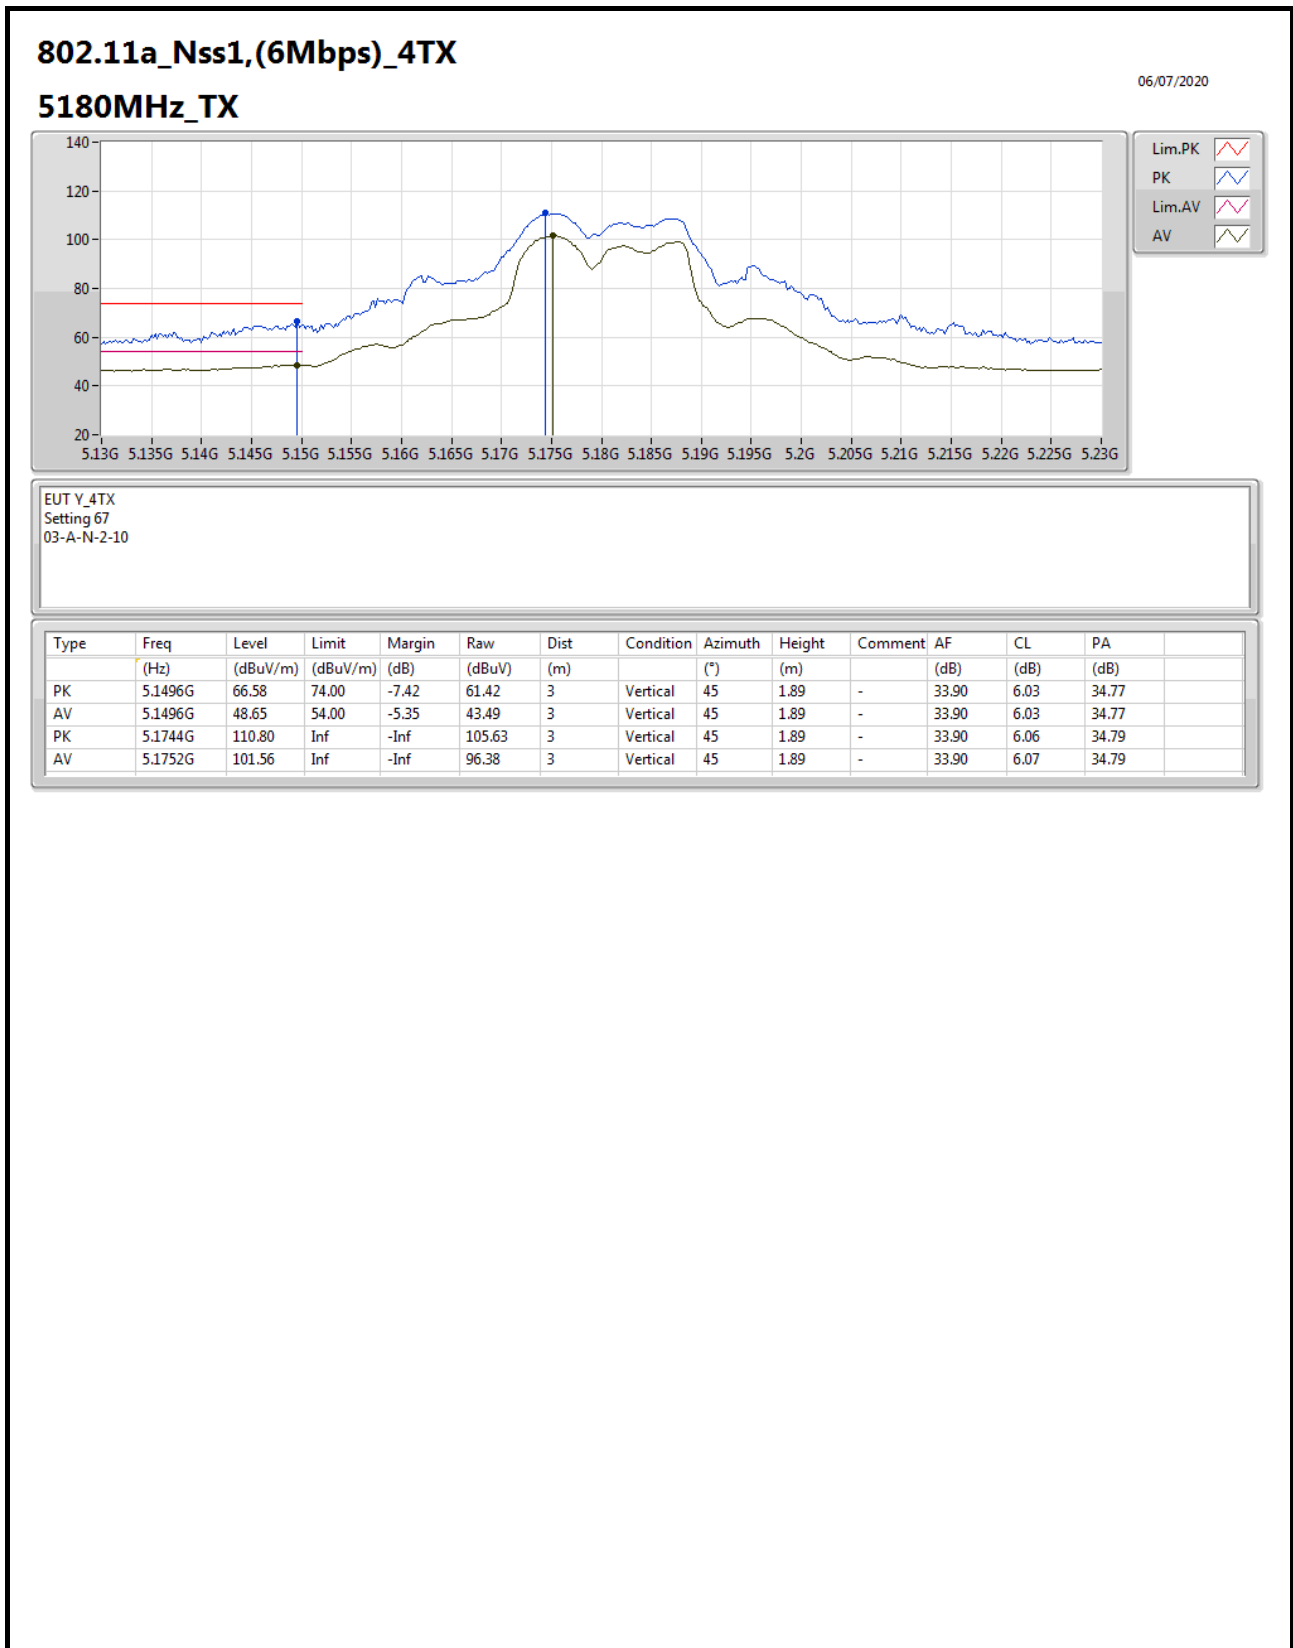 802.11a_Nss1,(6Mbps)_4TX
06/07/2020
5180MHz_TX
140
120
100
80
60
40
20
5.13G 5.135G 5.14G 5.145G 5.15G 5.155G 5.16G 5.165G 5.17G 5.175G 5.18G 5.185G 5.19G 5.195G 5.2G 5.205G 5.21G 5.215G 5.22G 5.225G 5.23G
Lim.PK
PK
Lim.AV
AV
EUT Y_4TX
Setting 67
03-A-N-2-10
Type Freq Level Limit Margin Raw Dist Condition Azimuth Height Comment AF CL PA
(Hz) (dBuV/m) (dBuV/m) (dB) (dBuV) (m) (°) (m) (dB) (dB) (dB)
PK 5.1496G 66.58 74.00 -7.42 61.42 3 Vertical 45 1.89 - 33.90 6.03 34.77
AV 5.1496G 48.65 54.00 -5.35 43.49 3 Vertical 45 1.89 - 33.90 6.03 34.77
PK 5.1744G 110.80 Inf -Inf 105.63 3 Vertical 45 1.89 - 33.90 6.06 34.79
AV 5.1752G 101.56 Inf -Inf 96.38 3 Vertical 45 1.89 - 33.90 6.07 34.79